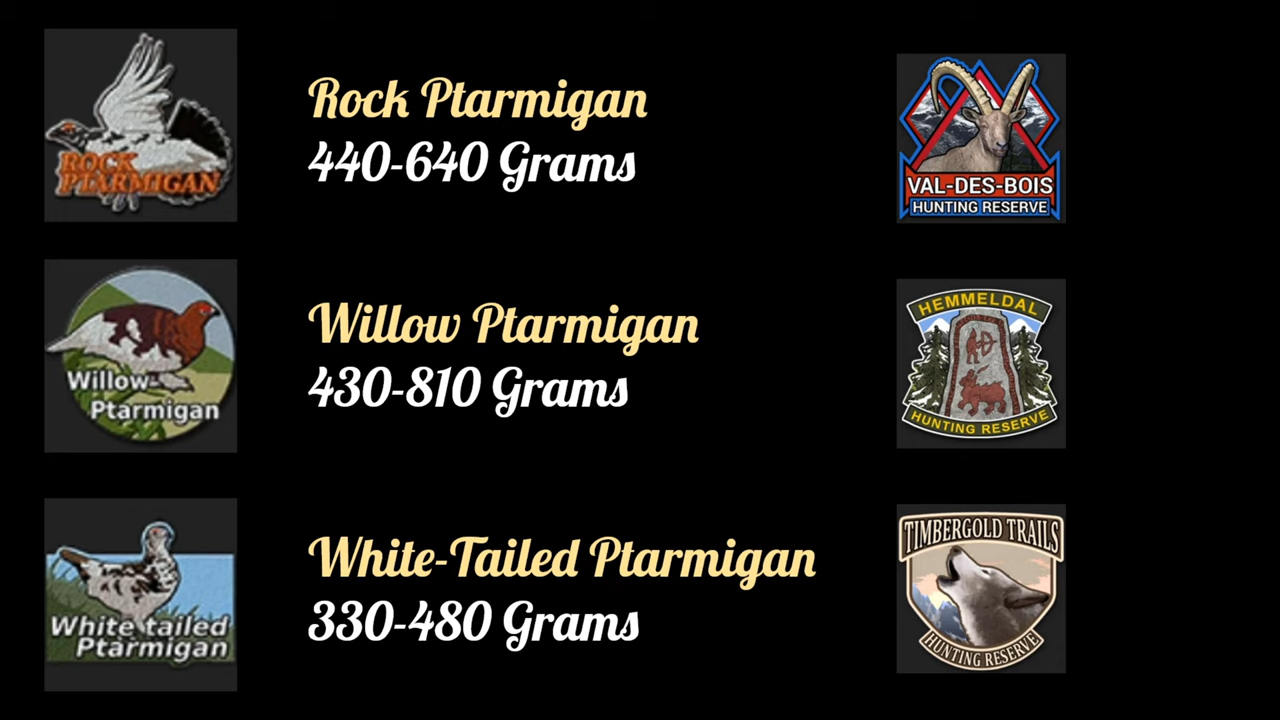 ROCK
PTARMIGAN
Rock Ptarmigan
440-640 Grams
VAL-DES-BOIS
HUNTING RESERVE
Willow
Ptarmigan
Willow Ptarmigan
430-810 Grams
HEMMELDAL
HUNTING RESERVE
White tailed
Ptarmigan
White-Tailed Ptarmigan
330-480 Grams
TIMBERGOLD TRAILS
HUNTING RESERVE